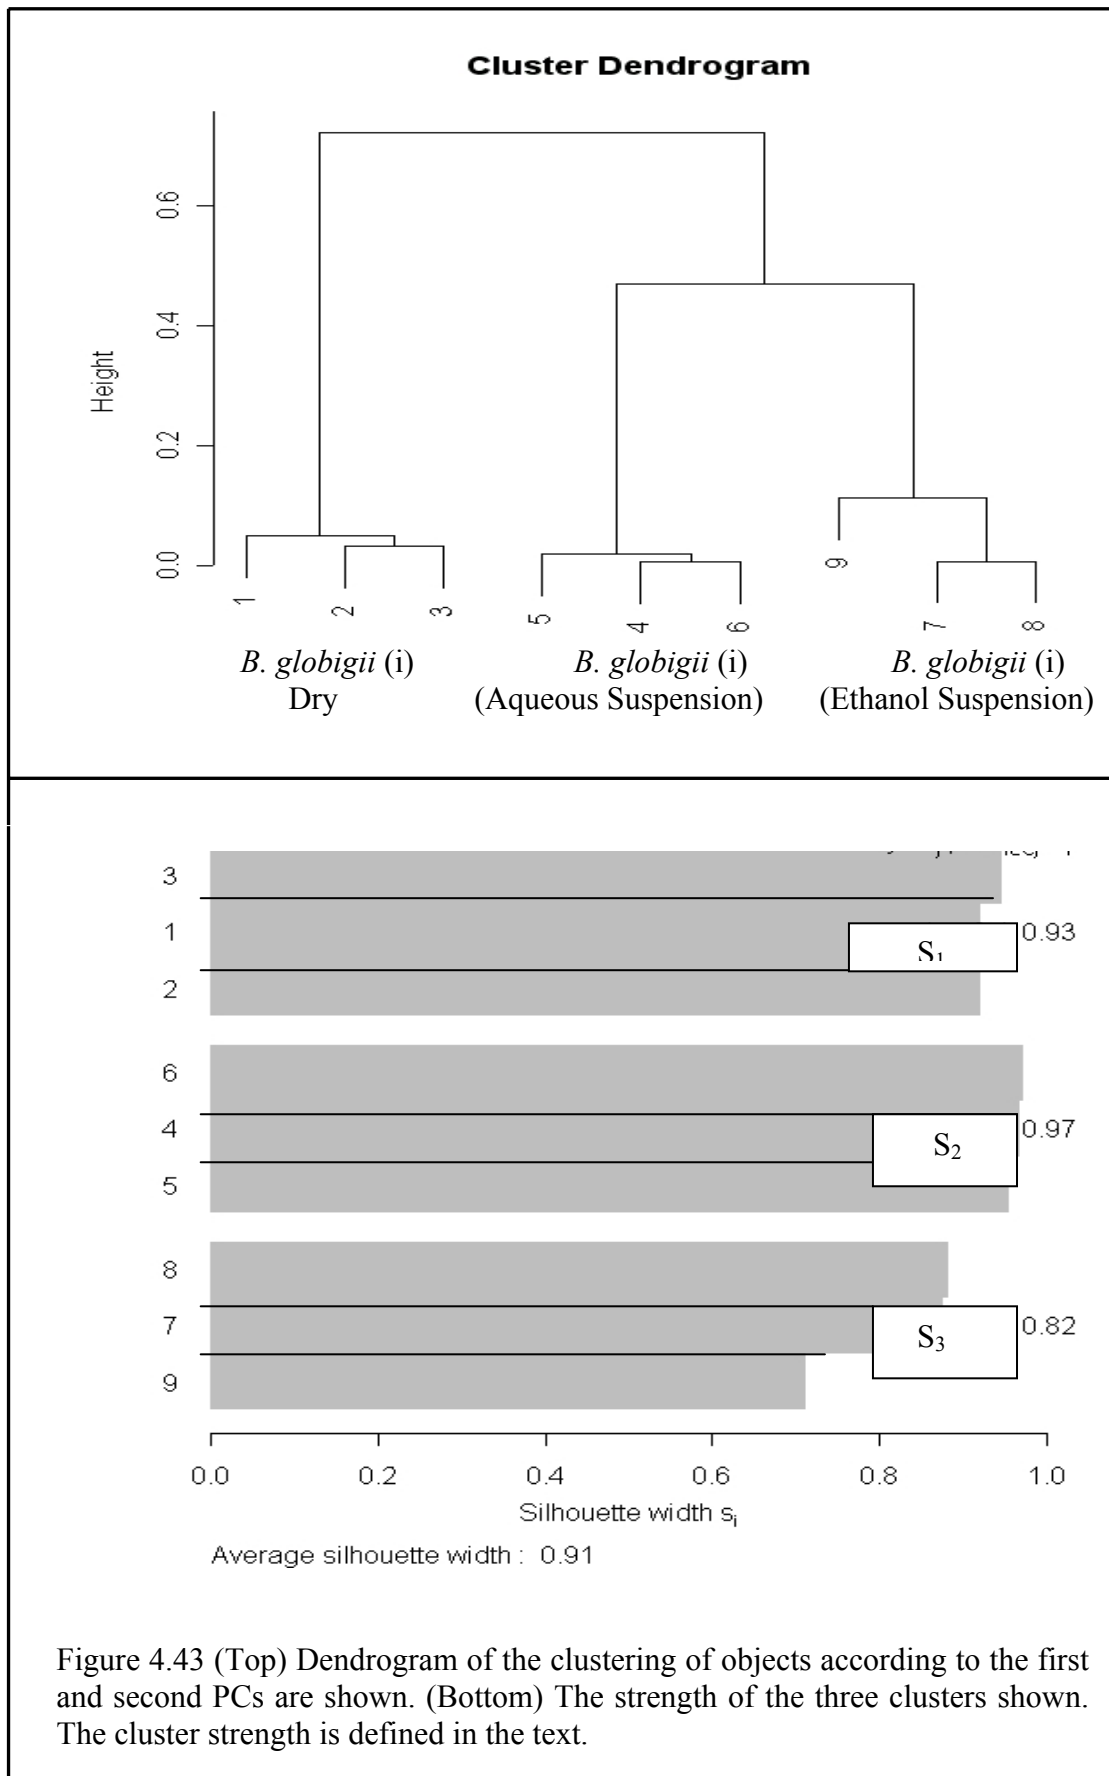 Cluster Dendrogram
Height
0.6
0.4
0.2
0.0
1
2
3
5
4
6
9
7
8
B. globigii (i)
Dry
B. globigii (i)
(Aqueous Suspension)
B. globigii (i)
(Ethanol Suspension)
3
1
2
S1
0.93
6
4
5
S2
0.97
8
7
9
S3
0.82
0.0 0.2 0.4 0.6 0.8 1.0
Silhouette width si
Average silhouette width : 0.91
Figure 4.43 (Top) Dendrogram of the clustering of objects according to the first
and second PCs are shown. (Bottom) The strength of the three clusters shown.
The cluster strength is defined in the text.